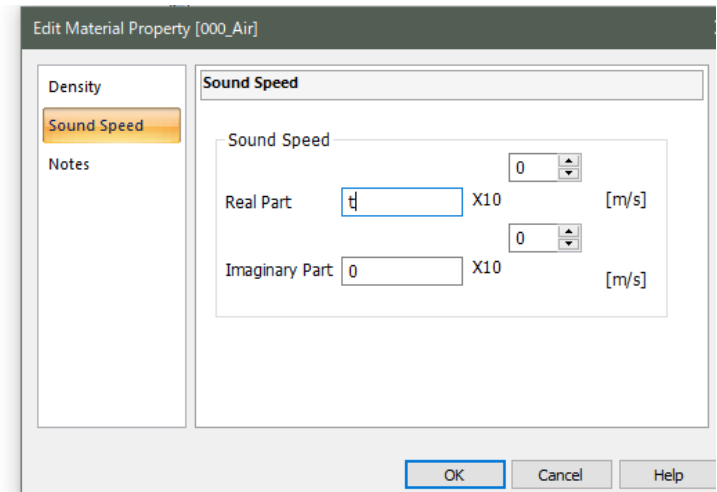 Edit Material Property [000_Air]
Density
Sound Speed
Notes
Sound Speed
Sound Speed
0
Real Part t X10 [m/s]
0
Imaginary Part 0 X10 [m/s]
OK Cancel Help